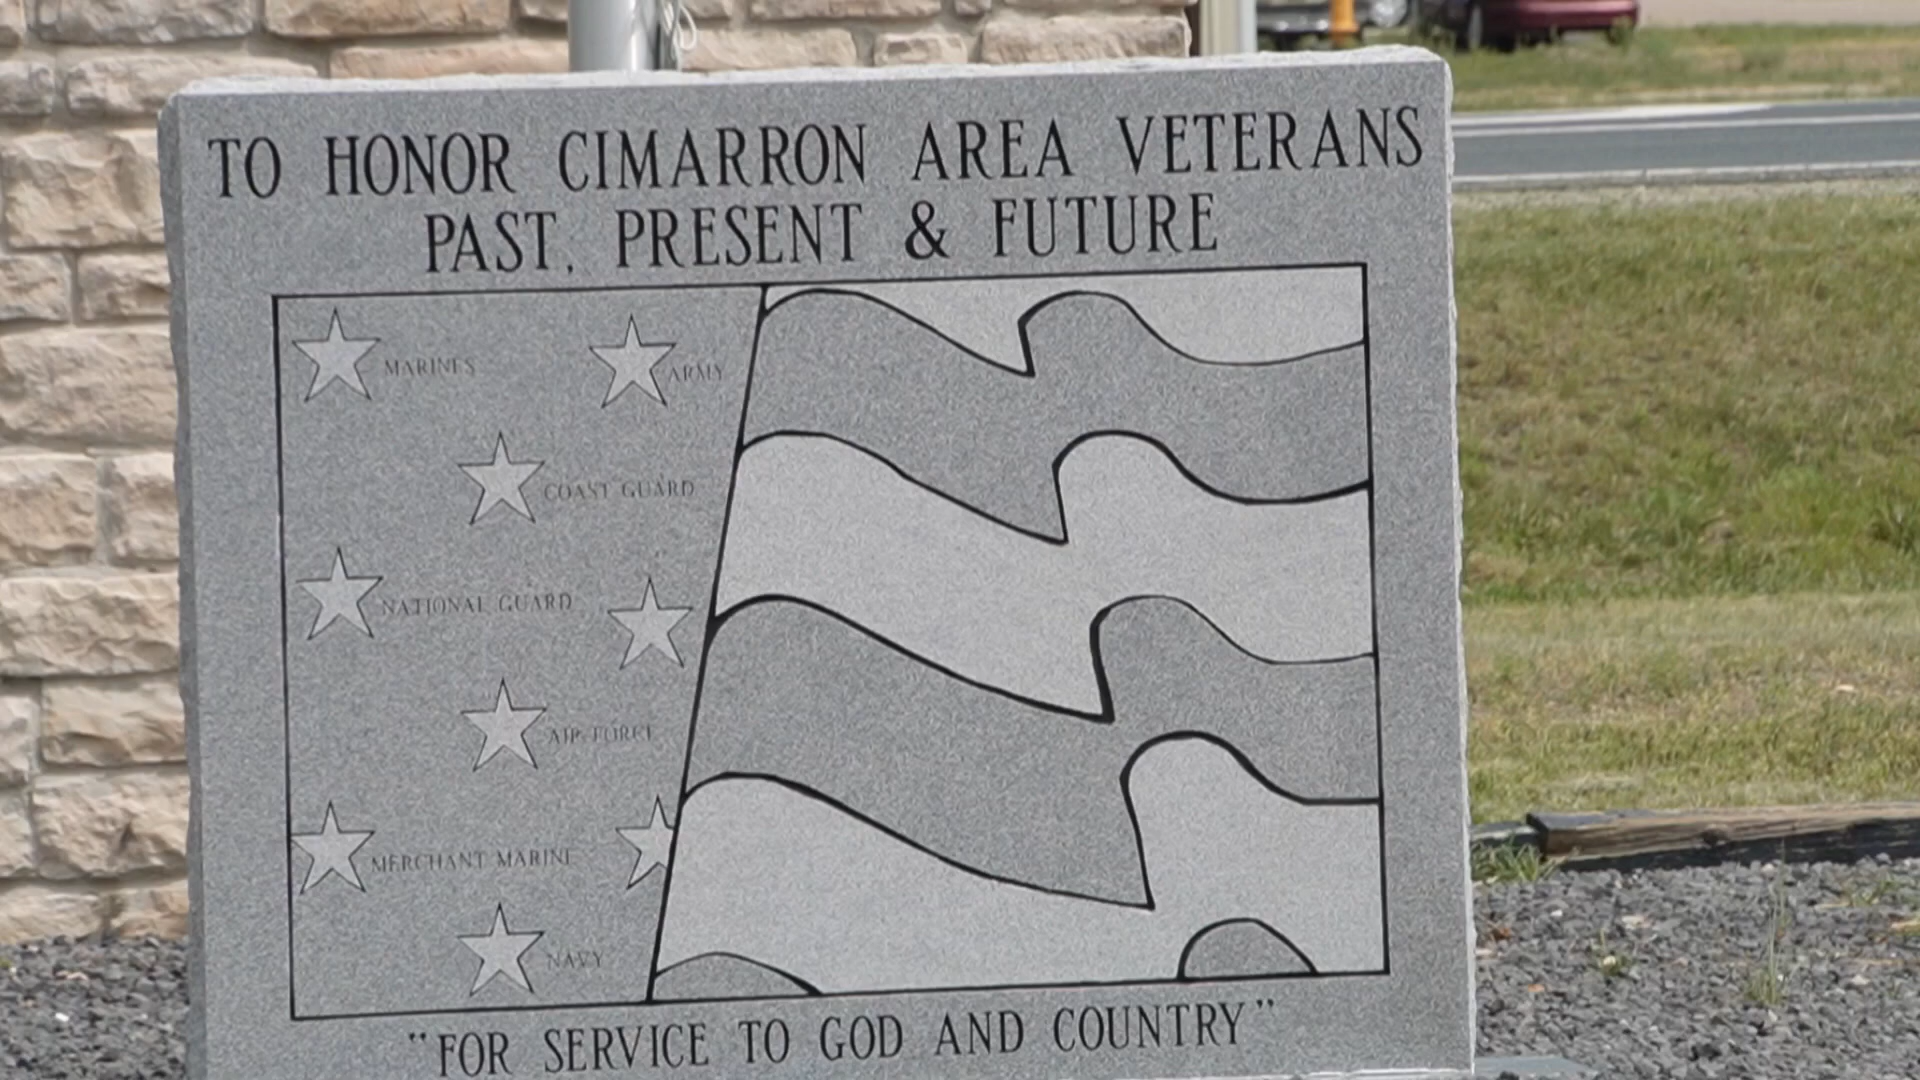 TO HONOR CIMARRON AREA VETERANS
PAST, PRESENT & FUTURE
MARINES
ARMY
COAST GUARD
NATIONAL GUARD
AIR FORCE
MERCHANT MARINE
NAVY
"FOR SERVICE TO GOD AND COUNTRY"